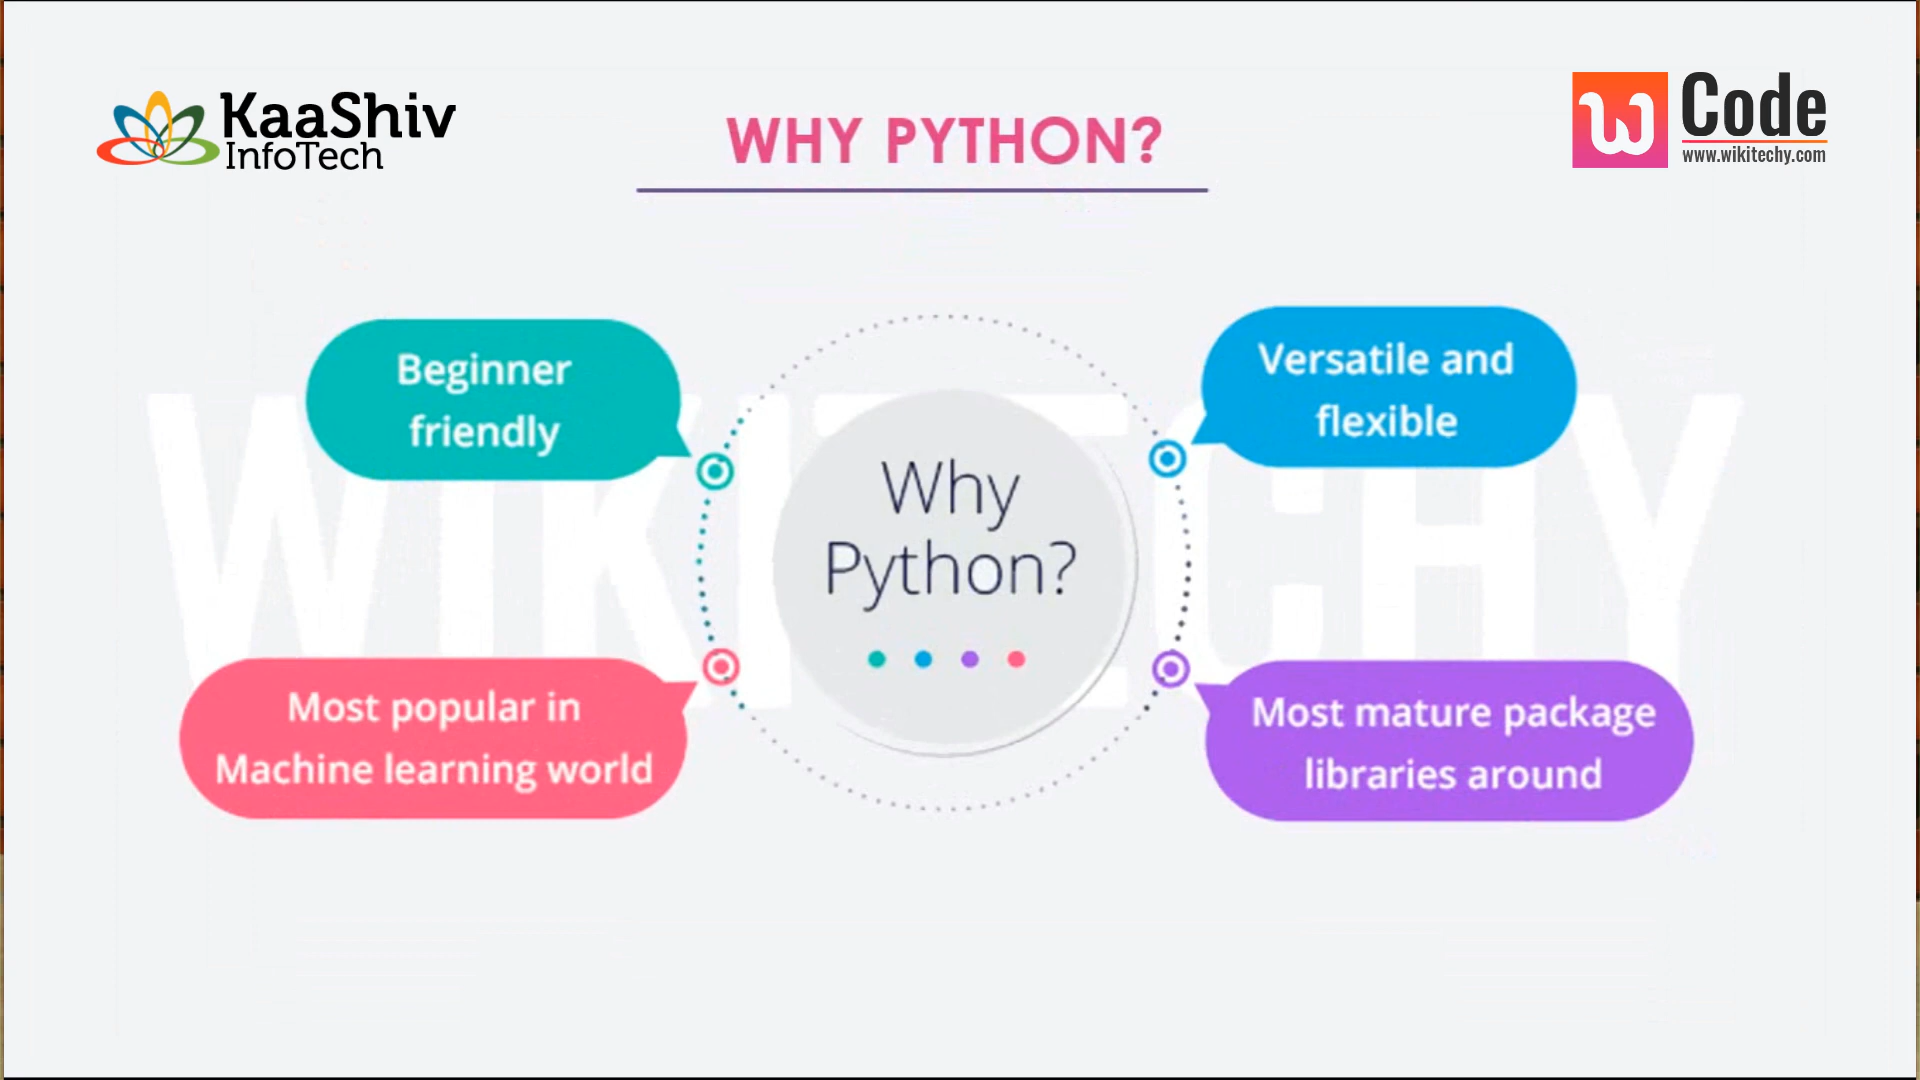 KaaShiv
InfoTech
WHY PYTHON?
W Code
www.wikitechy.com
Beginner
friendly
Versatile and
flexible
WIKITECHY
Why
Python?
Most popular in
Machine learning world
Most mature package
libraries around